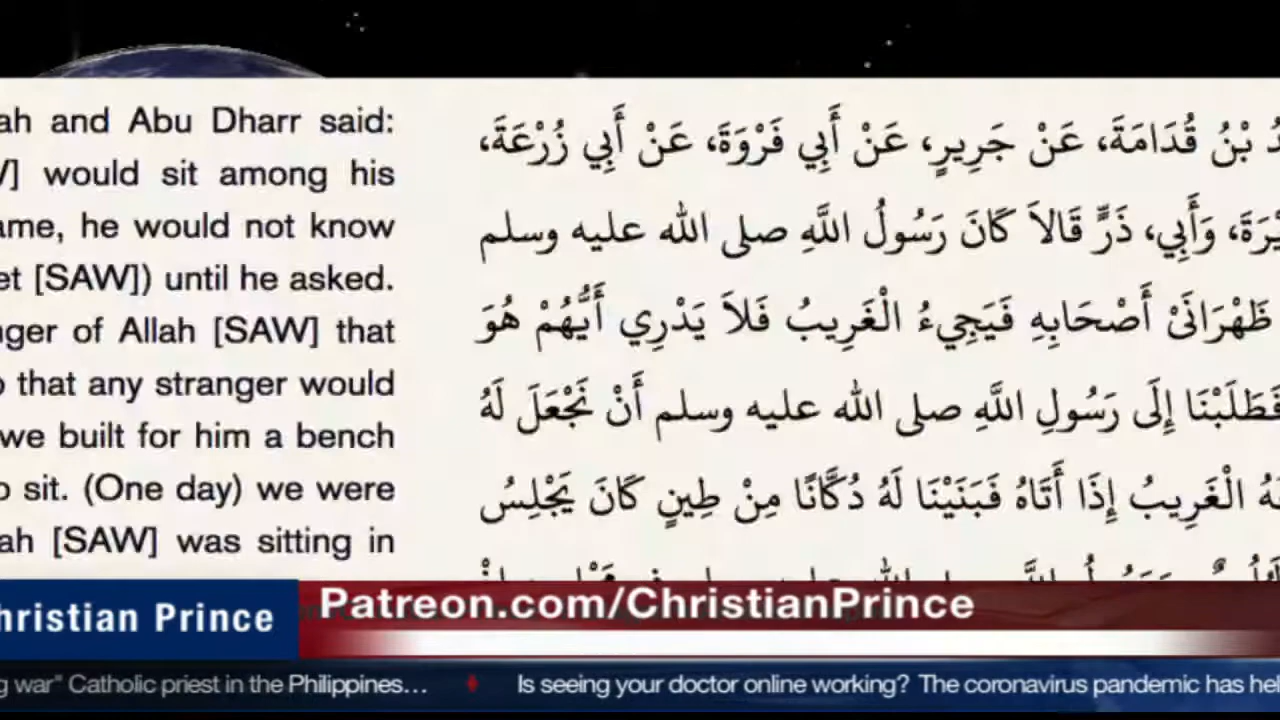 ah and Abu Dharr said:
] would sit among his
ame, he would not know
et [SAW]) until he asked.
nger of Allah [SAW] that
o that any stranger would
we built for him a bench
o sit. (One day) we were
ah [SAW] was sitting in
دُ بْنُ قُدَامَةَ، عَنْ جَرِيرٍ، عَنْ أَبِي فَرْوَةَ، عَنْ أَبِي زُرْعَةَ،
يْرَةَ، وَأَبِي، ذَرٍّ قَالاَ كَانَ رَسُولُ اللَّهِ صلى الله عليه وسلم
ظَهْرَانَىْ أَصْحَابِهِ فَيَجِيءُ الْغَرِيبُ فَلاَ يَدْرِي أَيُّهُمْ هُوَ
فَطَلَبْنَا إِلَى رَسُولِ اللَّهِ صلى الله عليه وسلم أَنْ نَجْعَلَ لَهُ
هُ الْغَرِيبُ إِذَا أَتَاهُ فَبَنَيْنَا لَهُ دُكَّانًا مِنْ طِينٍ كَانَ يَجْلِسُ
hristian Prince
Patreon.com/ChristianPrince
g war" Catholic priest in the Philippines... Is seeing your doctor online working? The coronavirus pandemic has hel